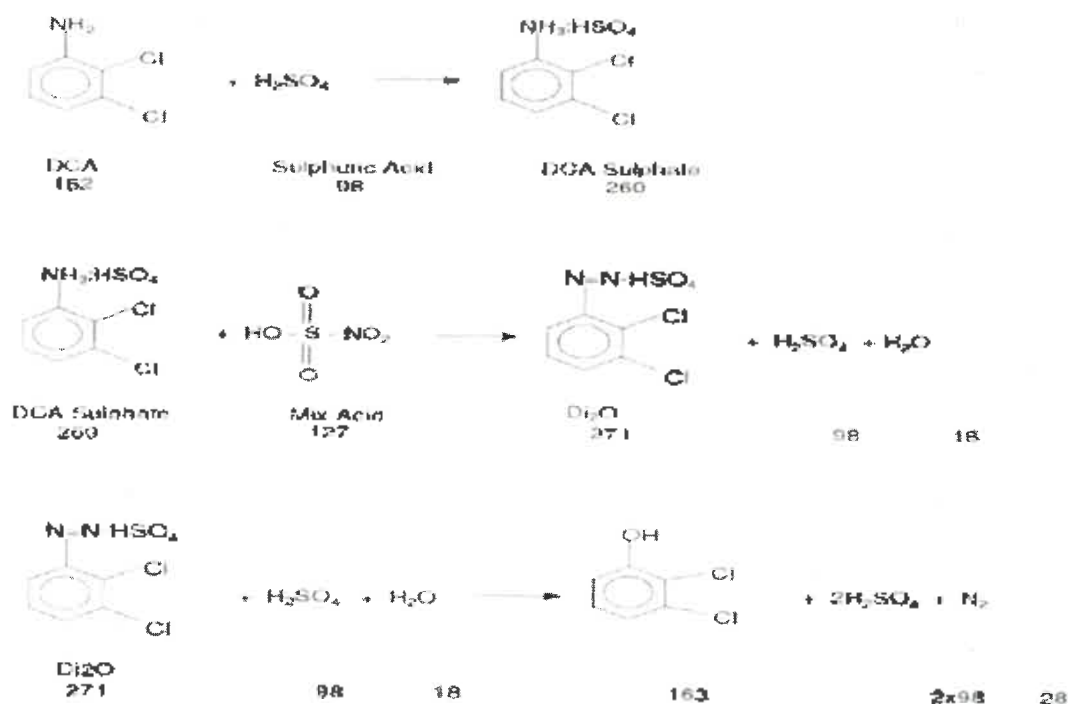 NH₂ NH₃HSO₄
Cl Cl
+ H₂SO₄
Cl Cl
DCA Sulphuric Acid DCA Sulphate
162 98 260
NH₃HSO₄ N=N HSO₄
O
Cl Cl
+ HO S NO₂ + H₂SO₄ + H₂O
Cl O Cl
DCA Sulphate Mix Acid
260 127 271 98 18
N=N HSO₄ OH
Cl Cl
+ H₂SO₄ + H₂O + 2H₂SO₄ + N₂
Cl Cl
Di2O
271 98 18 163 2x98 28